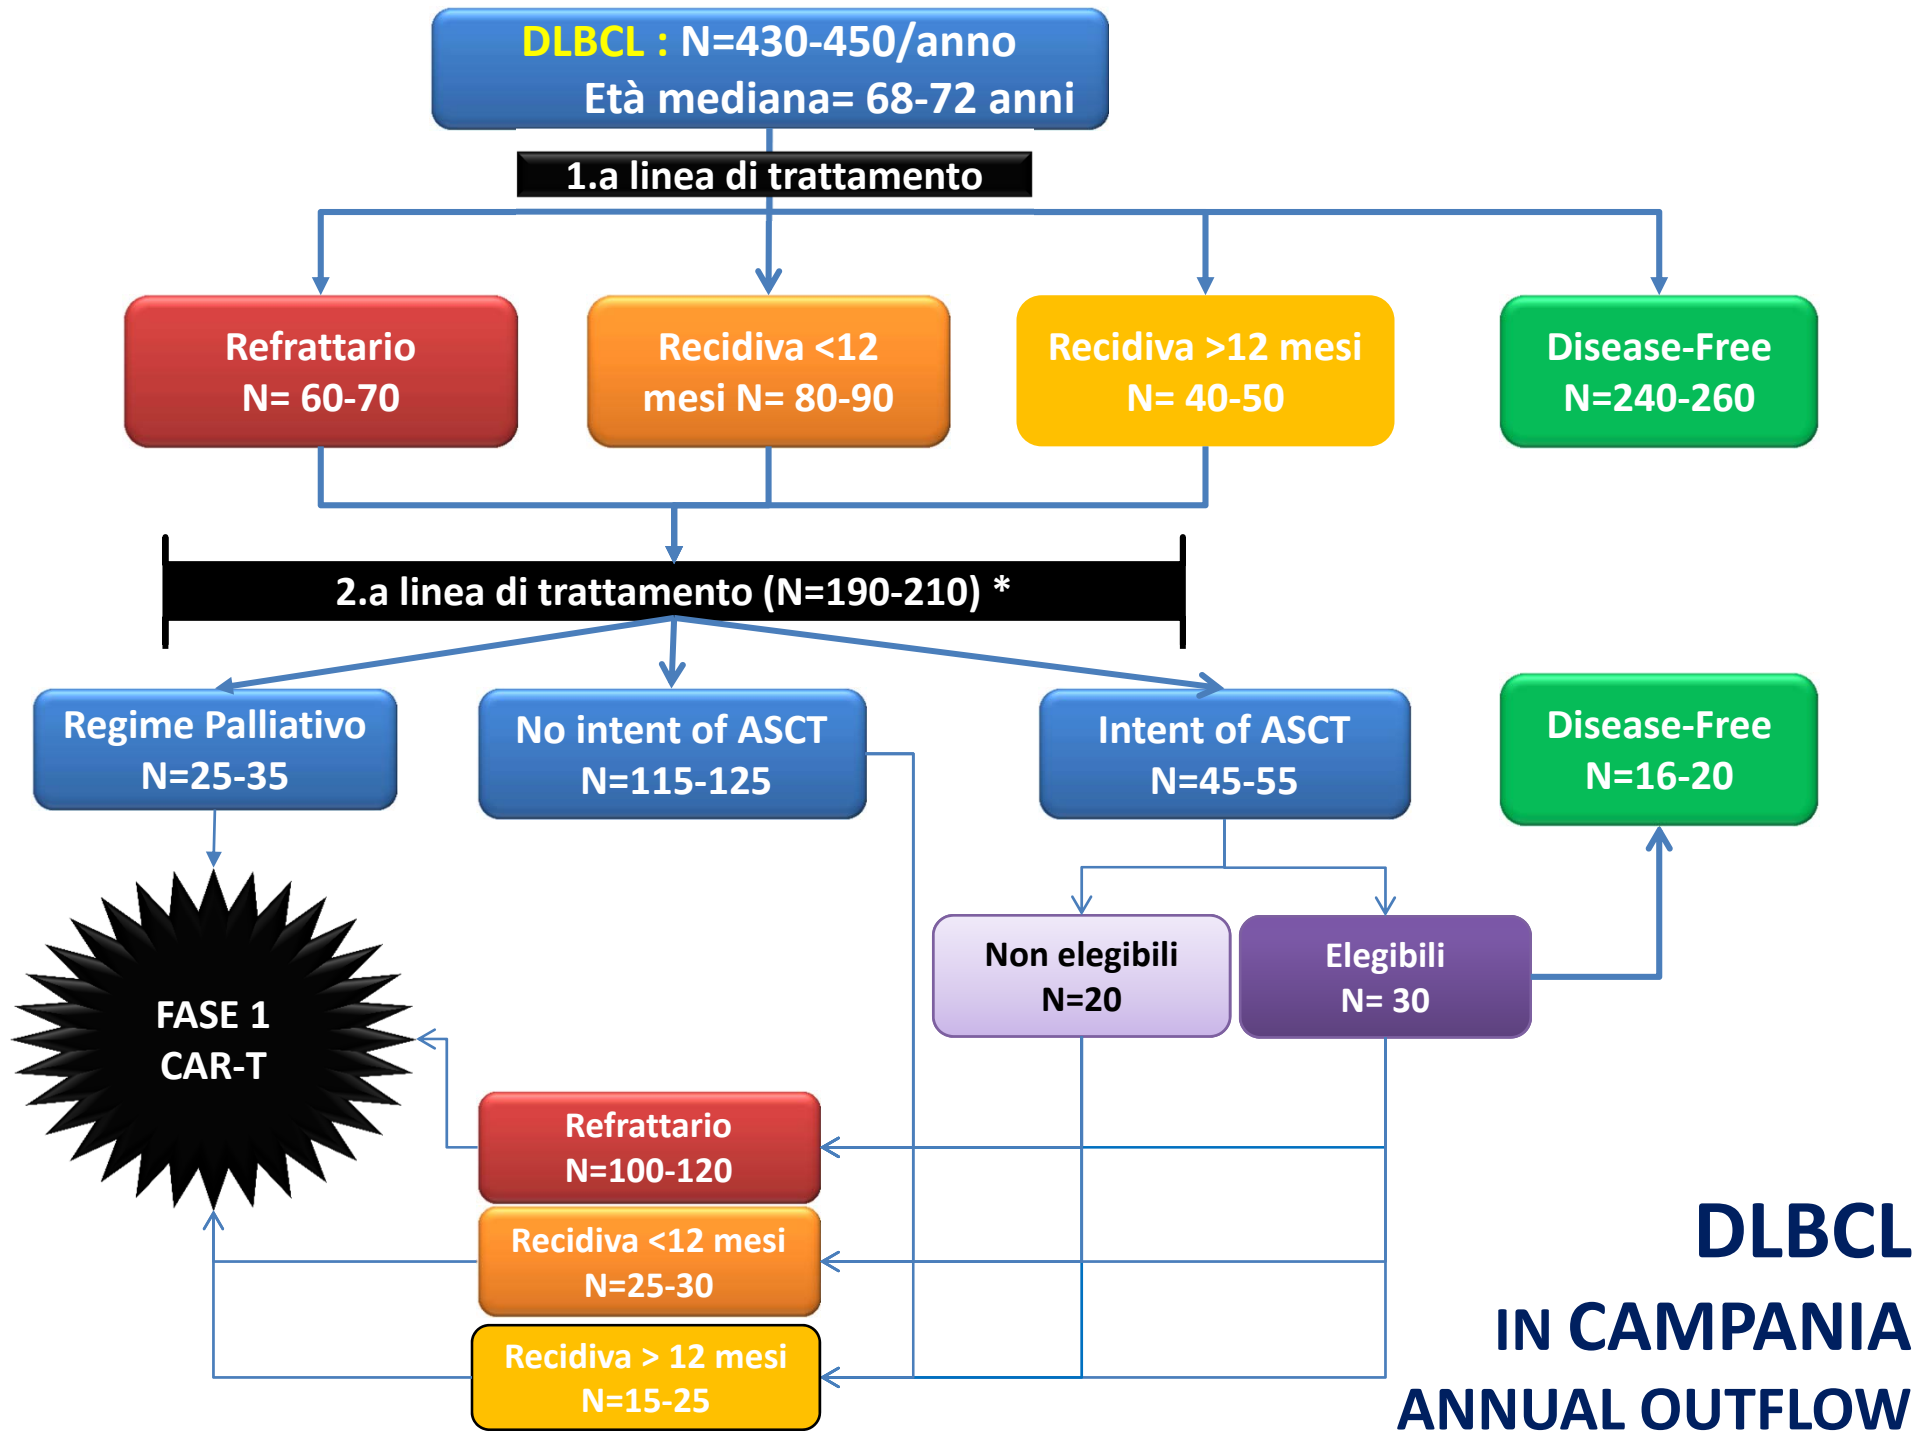 DLBCL : N=430-450/anno
Età mediana= 68-72 anni
1.a linea di trattamento
Refrattario
N= 60-70
Recidiva <12
mesi N= 80-90
Recidiva >12 mesi
N= 40-50
Disease-Free
N=240-260
2.a linea di trattamento (N=190-210) *
Regime Palliativo
N=25-35
No intent of ASCT
N=115-125
Intent of ASCT
N=45-55
Disease-Free
N=16-20
Non elegibili
N=20
Elegibili
N= 30
FASE 1
CAR-T
Refrattario
N=100-120
Recidiva <12 mesi
N=25-30
Recidiva > 12 mesi
N=15-25
DLBCL
IN CAMPANIA
ANNUAL OUTFLOW